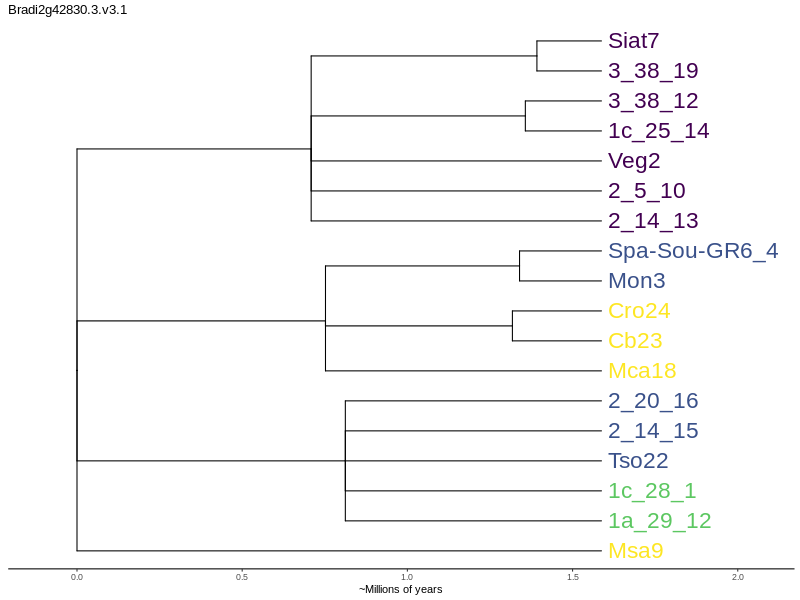 Bradi2g42830.3.v3.1
Siat7
3_38_19
3_38_12
1c_25_14
Veg2
2_5_10
2_14_13
Spa-Sou-GR6_4
Mon3
Cro24
Cb23
Mca18
2_20_16
2_14_15
Tso22
1c_28_1
1a_29_12
Msa9
0.0 0.5 1.0 1.5 2.0
~Millions of years